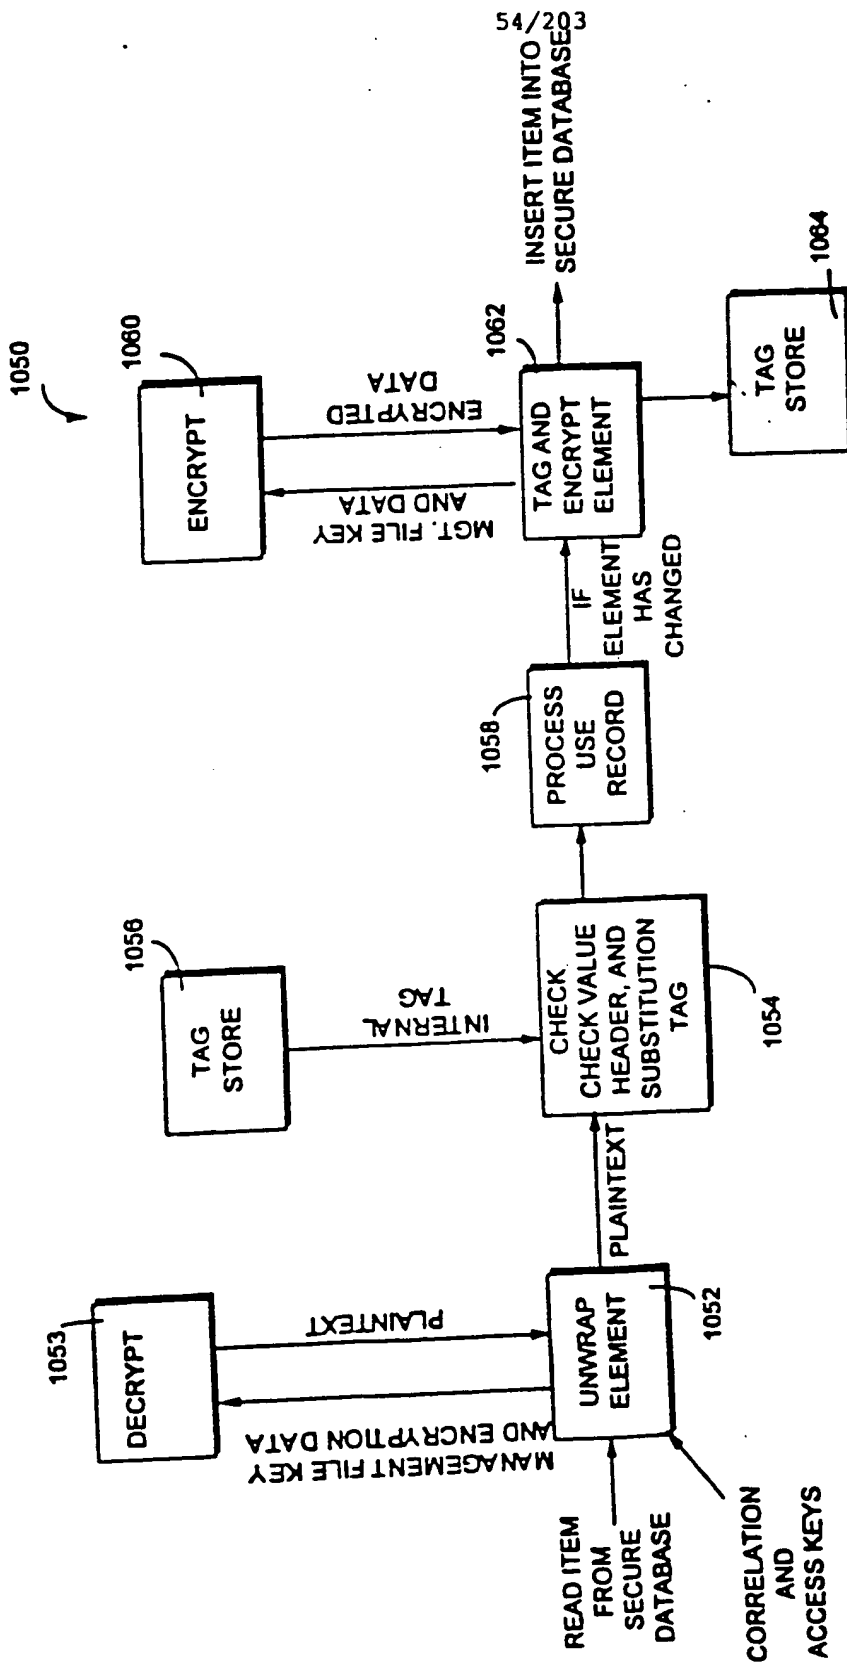 54/203
1050
1053
DECRYPT
MANAGEMENT FILE KEY
AND ENCRYPTION DATA
PLAINTEXT
READ ITEM
FROM
SECURE
DATABASE
CORRELATION
AND
ACCESS KEYS
UNWRAP
ELEMENT
1052
PLAINTEXT
1056
TAG
STORE
INTERNAL
TAG
CHECK
CHECK VALUE
HEADER, AND
SUBSTITUTION
TAG
1054
1058
PROCESS
USE
RECORD
IF
ELEMENT
HAS
CHANGED
1060
ENCRYPT
MGT. FILE KEY
AND DATA
ENCRYPTED
DATA
1062
TAG AND
ENCRYPT
ELEMENT
INSERT ITEM INTO
SECURE DATABASE
TAG
STORE
1064